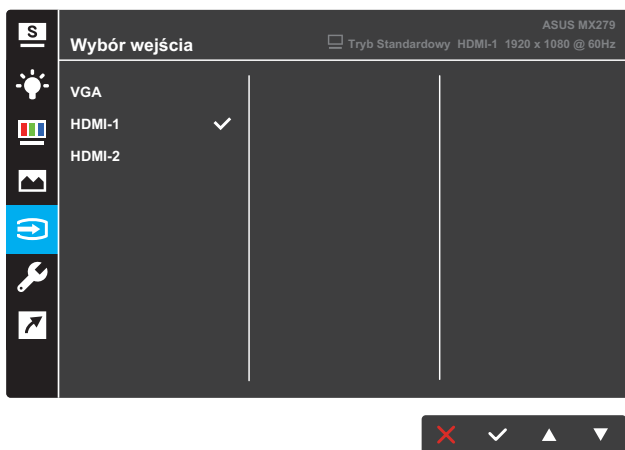 S
ASUS MX279
Wybór wejścia
Tryb Standardowy HDMI-1 1920 x 1080 @ 60Hz
VGA
HDMI-1
HDMI-2